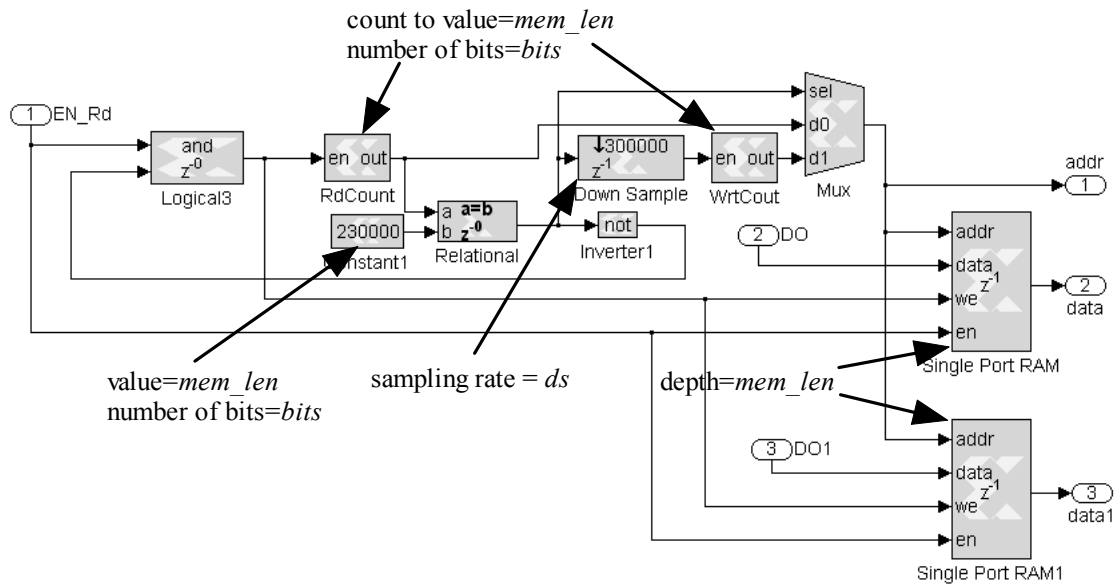 count to value=mem_len
number of bits=bits
1 EN_Rd
and
z-0
Logical3
en out
RdCount
↓300000
z-1
Down Sample
en out
WrtCout
sel
d0
d1
Mux
addr
1
230000
a a=b
b z-0
Relational
not
Inverter1
2 DO
addr
data
z-1
we
en
Single Port RAM
2
data
value=mem_len
number of bits=bits
sampling rate = ds
depth=mem_len
3 DO1
addr
data
z-1
we
en
Single Port RAM1
3
data1